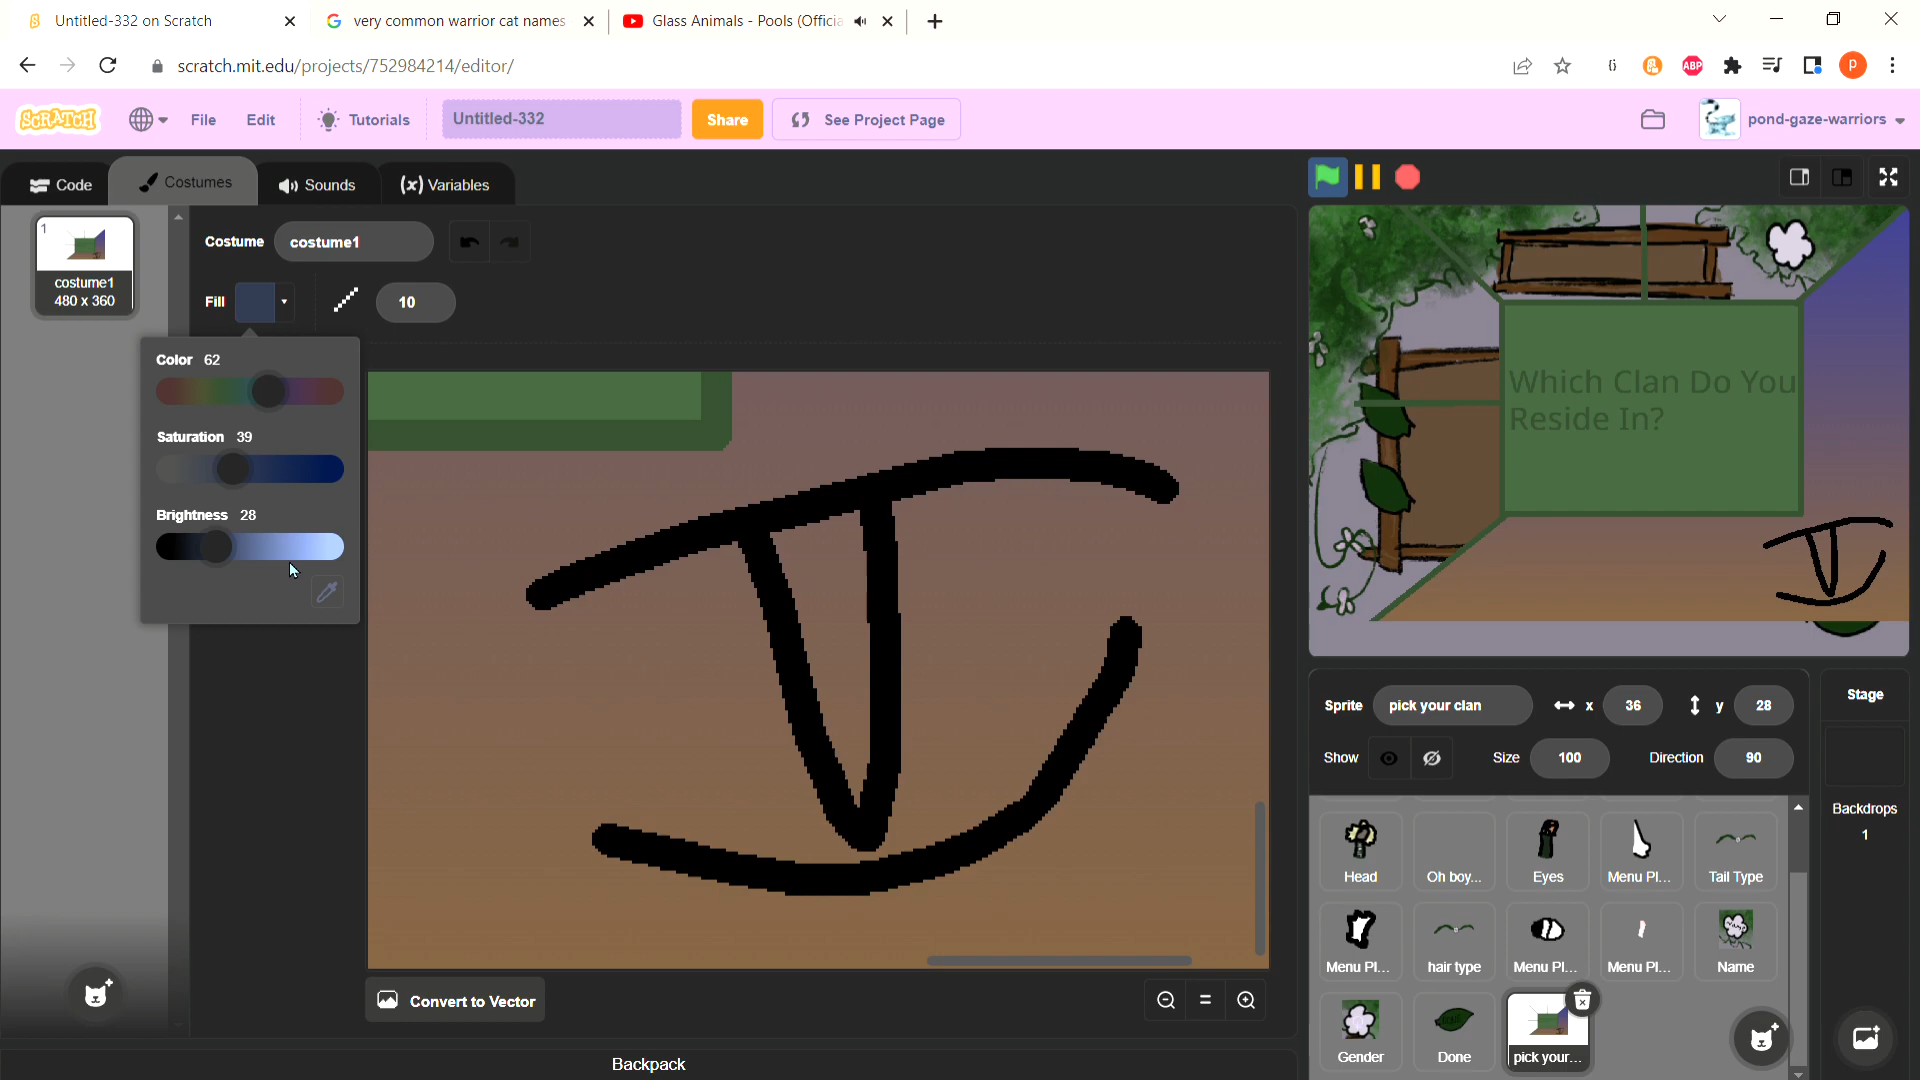 Untitled-332 on Scratch
very common warrior cat names
Glass Animals - Pools (Officia
scratch.mit.edu/projects/752984214/editor/
ABP
P
SCRATCH
File
Edit
Tutorials
Untitled-332
Share
See Project Page
pond-gaze-warriors
Code
Costumes
Sounds
(x) Variables
1
costume1
480 x 360
Costume
costume1
Fill
10
Color 62
Saturation 39
Brightness 28
Convert to Vector
Backpack
Which Clan Do You
Reside In?
Sprite
pick your clan
x
36
y
28
Show
Size
100
Direction
90
Stage
Backdrops
1
Head
Oh boy...
Eyes
Menu Pl...
Tail Type
Menu Pl...
hair type
Menu Pl...
Menu Pl...
Name
Gender
Done
pick your...